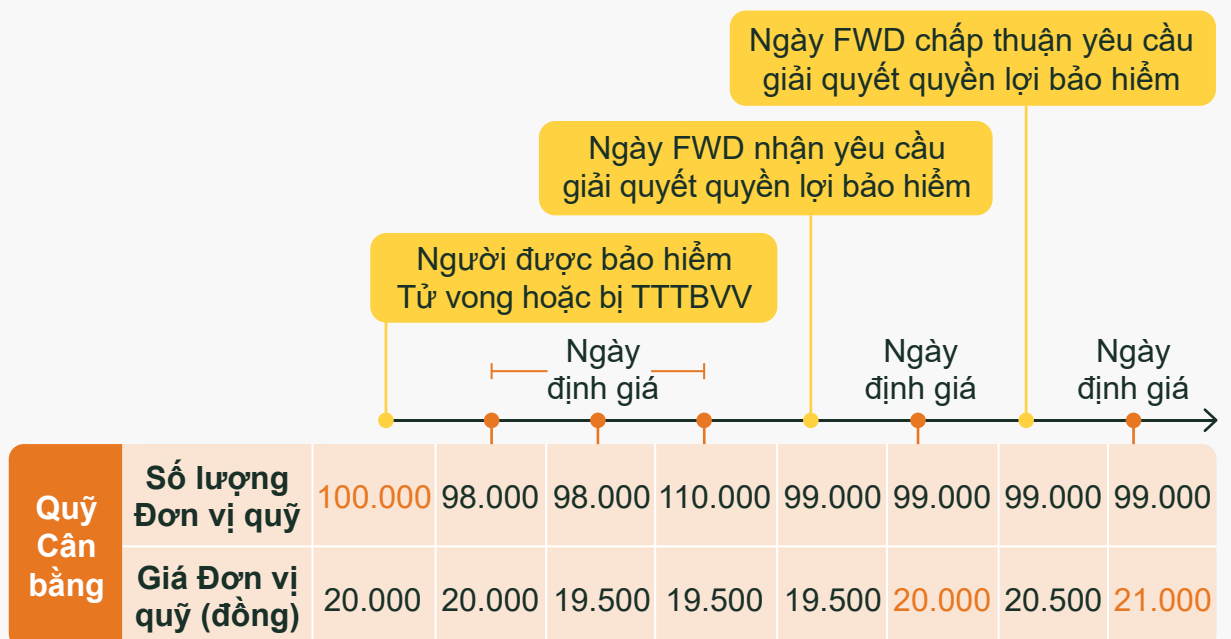 Ngày FWD chấp thuận yêu cầu
giải quyết quyền lợi bảo hiểm
Ngày FWD nhận yêu cầu
giải quyết quyền lợi bảo hiểm
Người được bảo hiểm
Tử vong hoặc bị TTTBVV
Ngày
định giá
Ngày
định giá
Ngày
định giá
Quỹ
Cân
bằng
Số lượng
Đơn vị quỹ
100.000 98.000 98.000 110.000 99.000 99.000 99.000 99.000
Giá Đơn vị
quỹ (đồng)
20.000 20.000 19.500 19.500 19.500 20.000 20.500 21.000